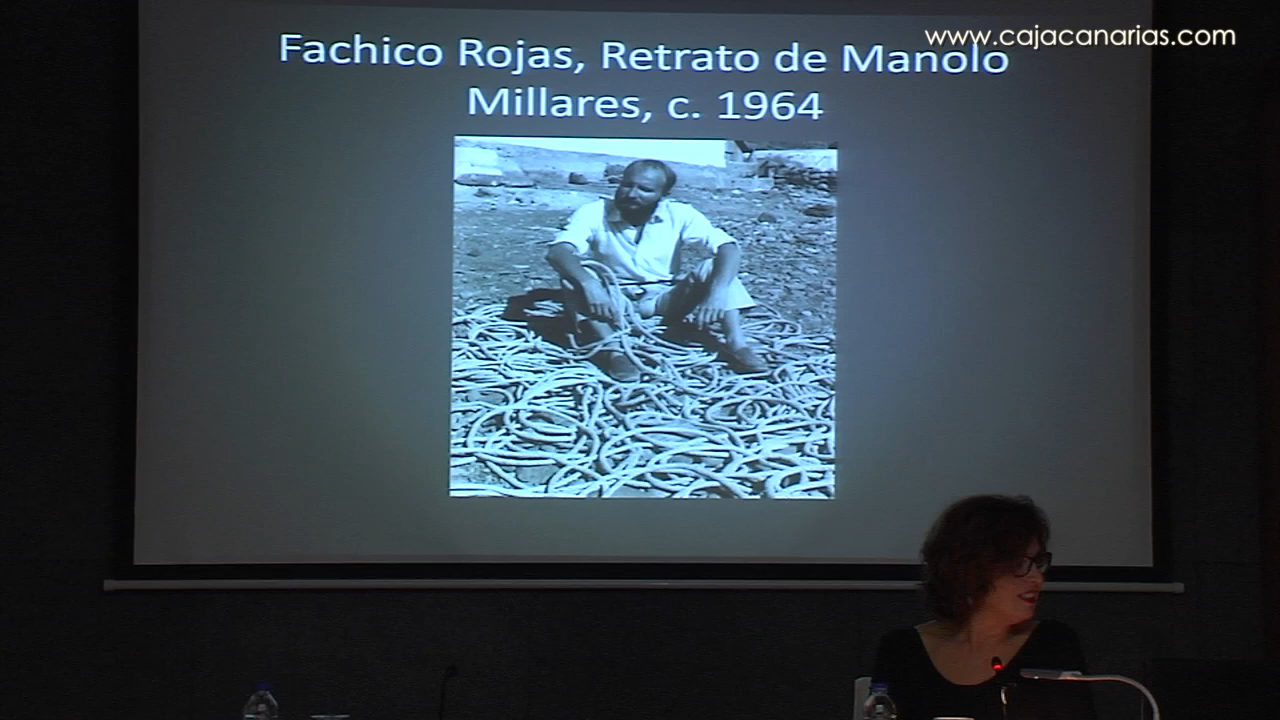 www.cajacanarias.com
Fachico Rojas, Retrato de Manolo
Millares, c. 1964